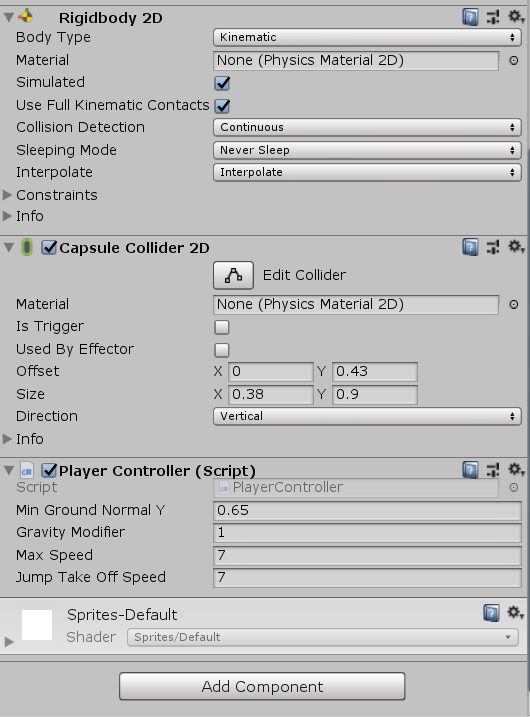 Rigidbody 2D
Body Type Kinematic
Material None (Physics Material 2D)
Simulated
Use Full Kinematic Contacts
Collision Detection Continuous
Sleeping Mode Never Sleep
Interpolate Interpolate
Constraints
Info
Capsule Collider 2D
Edit Collider
Material None (Physics Material 2D)
Is Trigger
Used By Effector
Offset X 0 Y 0.43
Size X 0.38 Y 0.9
Direction Vertical
Info
C# Player Controller (Script)
Script PlayerController
Min Ground Normal Y 0.65
Gravity Modifier 1
Max Speed 7
Jump Take Off Speed 7
Sprites-Default
Shader Sprites/Default
Add Component